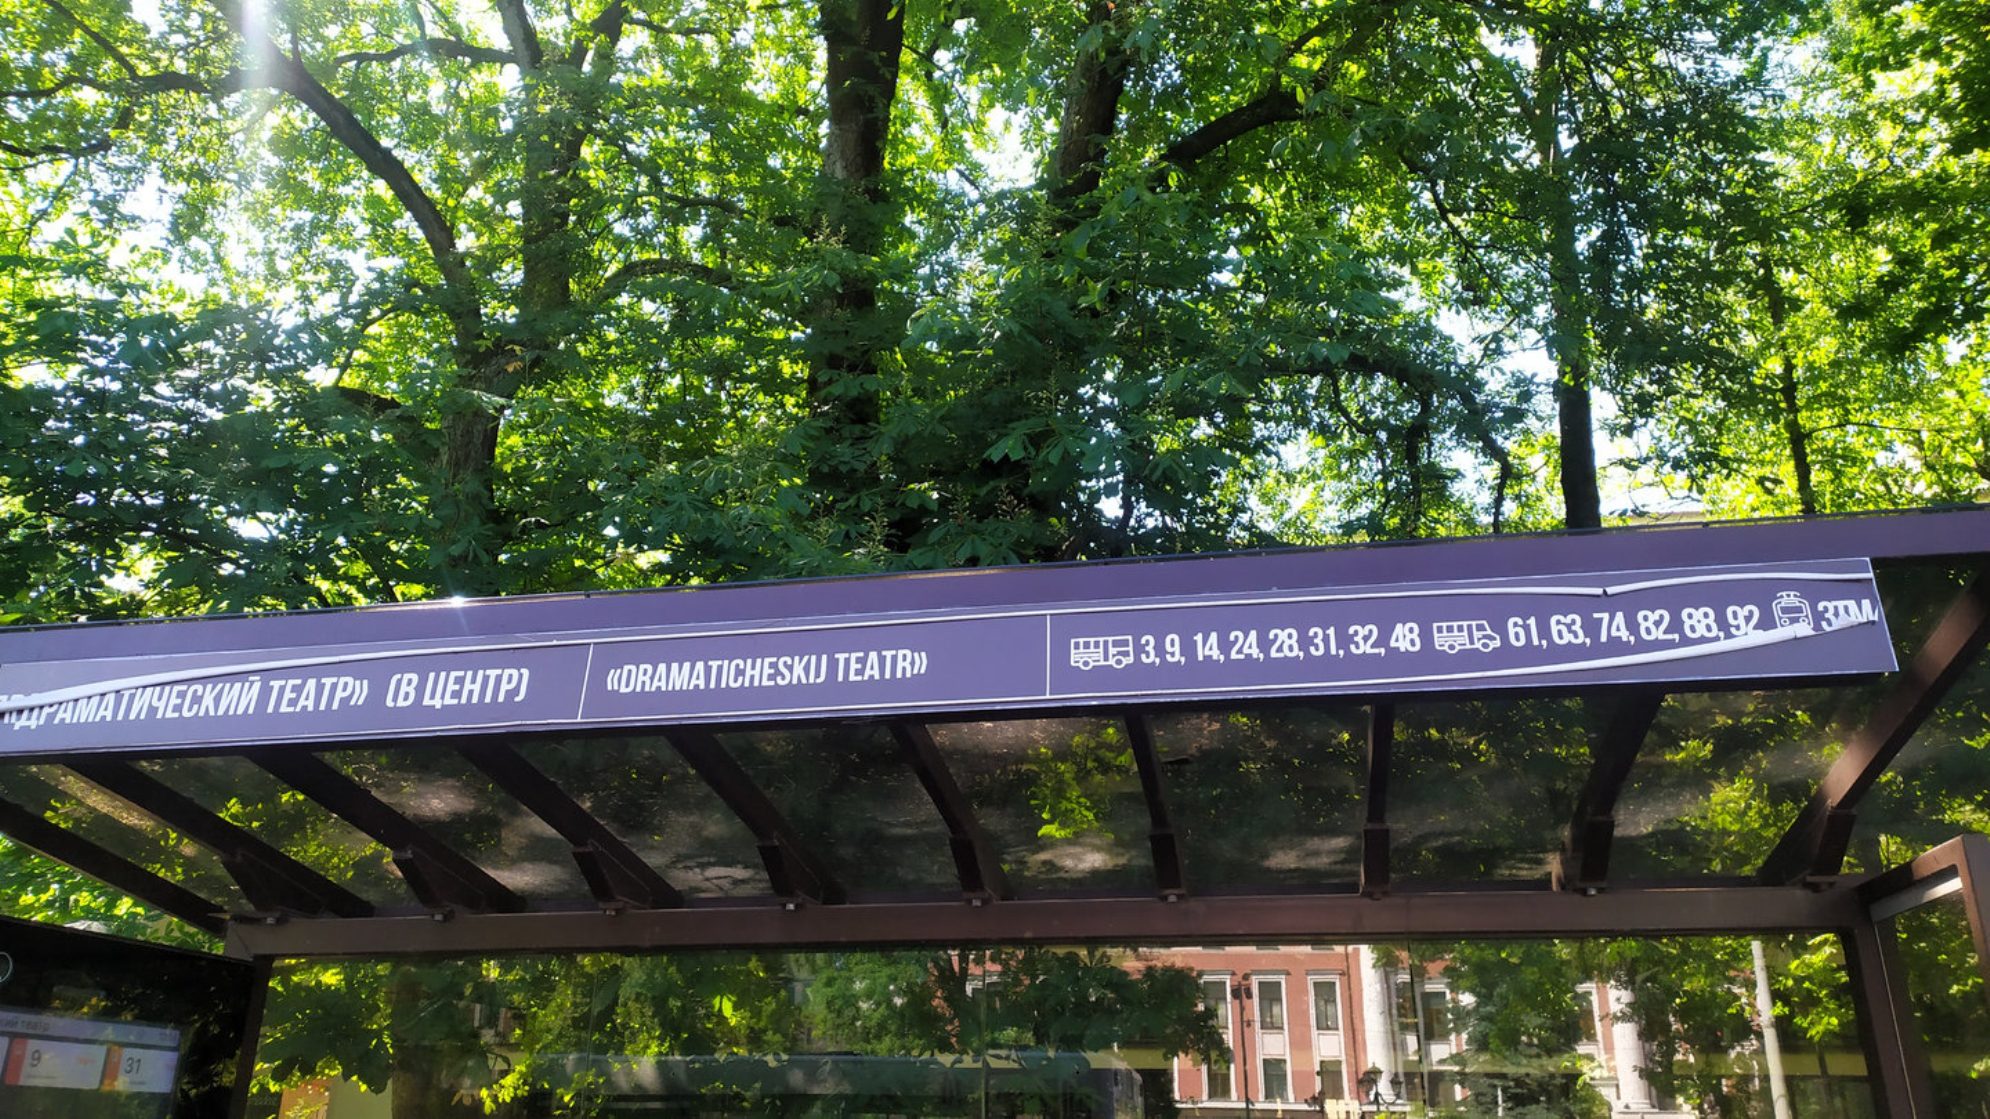 «ДРАМАТИЧЕСКИЙ ТЕАТР» (В ЦЕНТР) «DRAMATICHESKIJ TEATR» 3, 9, 14, 24, 28, 31, 32, 48 61, 63, 74, 82, 88, 92 3ТМ
9
31